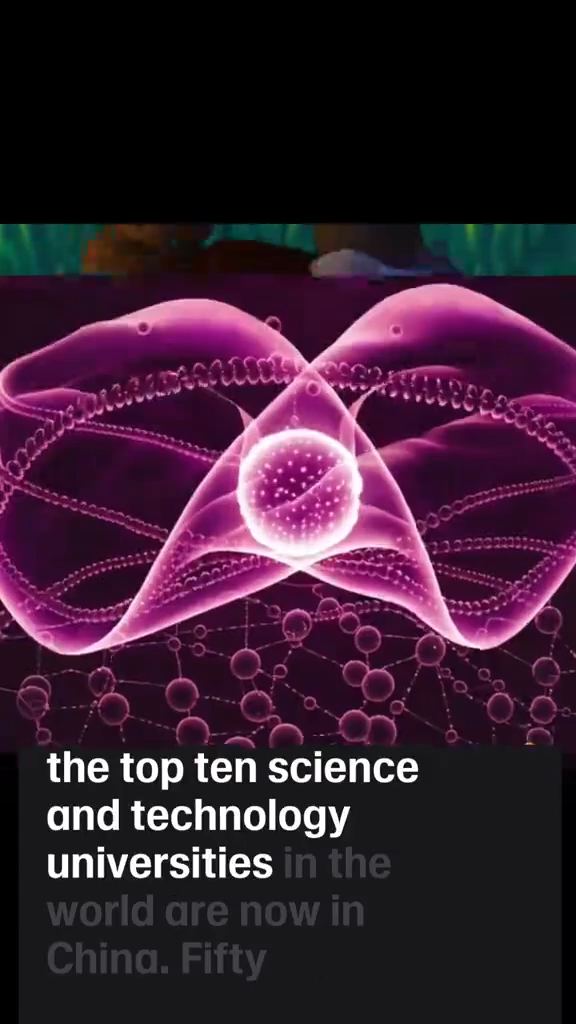 the top ten science
and technology
universities in the
world are now in
China. Fifty